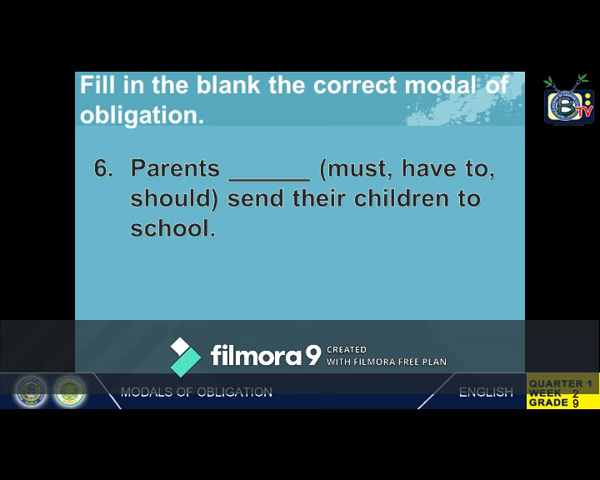 Fill in the blank the correct modal of
obligation.
B
TV
6. Parents ______ (must, have to,
should) send their children to
school.
filmora 9 CREATED
WITH FILMORA FREE PLAN
MODALS OF OBLIGATION
ENGLISH
QUARTER 1
WEEK 2
GRADE 9